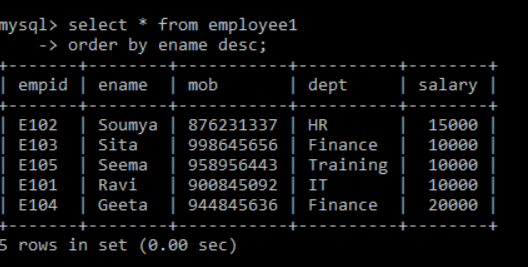 mysql> select * from employee1
    -> order by ename desc;
+-------+--------+-----------+----------+--------+
| empid | ename  | mob       | dept     | salary |
+-------+--------+-----------+----------+--------+
| E102  | Soumya | 876231337 | HR       |  15000 |
| E103  | Sita   | 998645656 | Finance  |  10000 |
| E105  | Seema  | 958956443 | Training |  10000 |
| E101  | Ravi   | 900845092 | IT       |  10000 |
| E104  | Geeta  | 944845636 | Finance  |  20000 |
+-------+--------+-----------+----------+--------+
5 rows in set (0.00 sec)